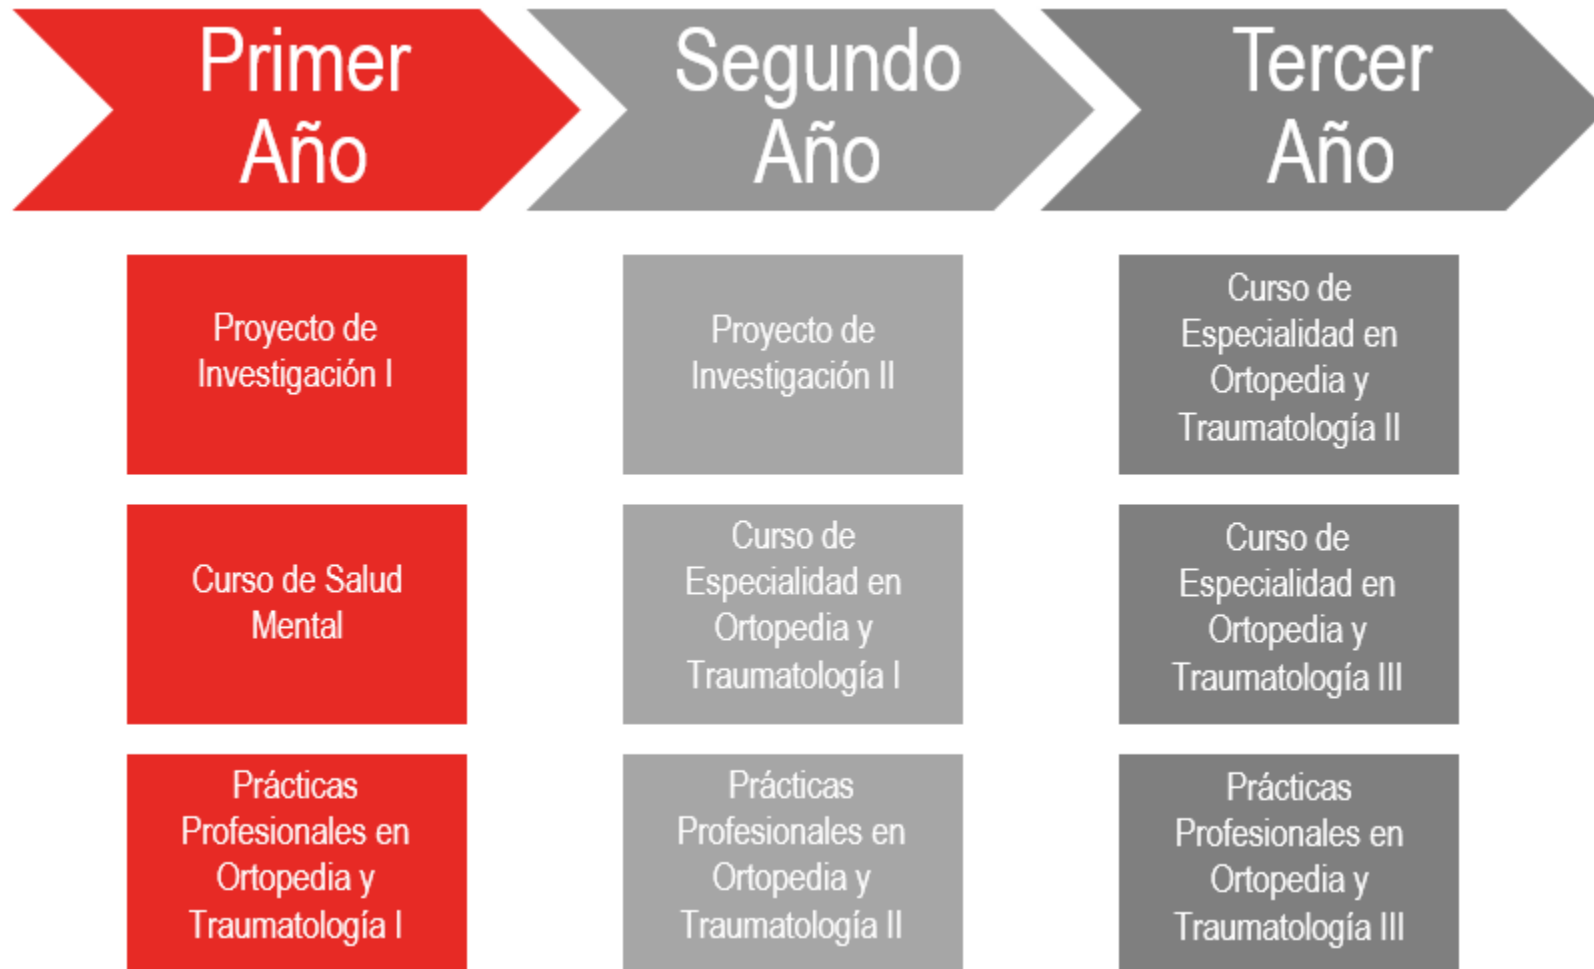 Primer
Año
Segundo
Año
Tercer
Año
Proyecto de
Investigación I
Proyecto de
Investigación II
Curso de
Especialidad en
Ortopedia y
Traumatología II
Curso de Salud
Mental
Curso de
Especialidad en
Ortopedia y
Traumatología I
Curso de
Especialidad en
Ortopedia y
Traumatología III
Prácticas
Profesionales en
Ortopedia y
Traumatología I
Prácticas
Profesionales en
Ortopedia y
Traumatología II
Prácticas
Profesionales en
Ortopedia y
Traumatología III